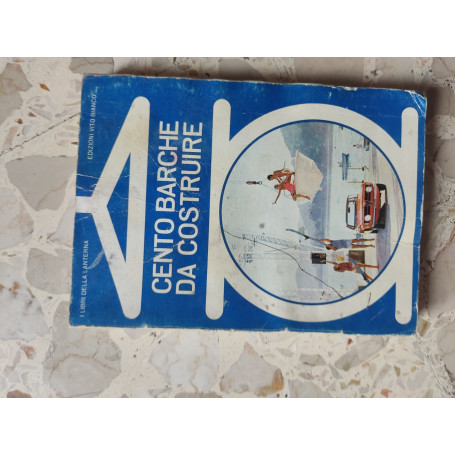 I LIBRI DELLA LANTERNA
EDIZIONI VITO BIANCO
CENTO BARCHE
DA COSTRUIRE